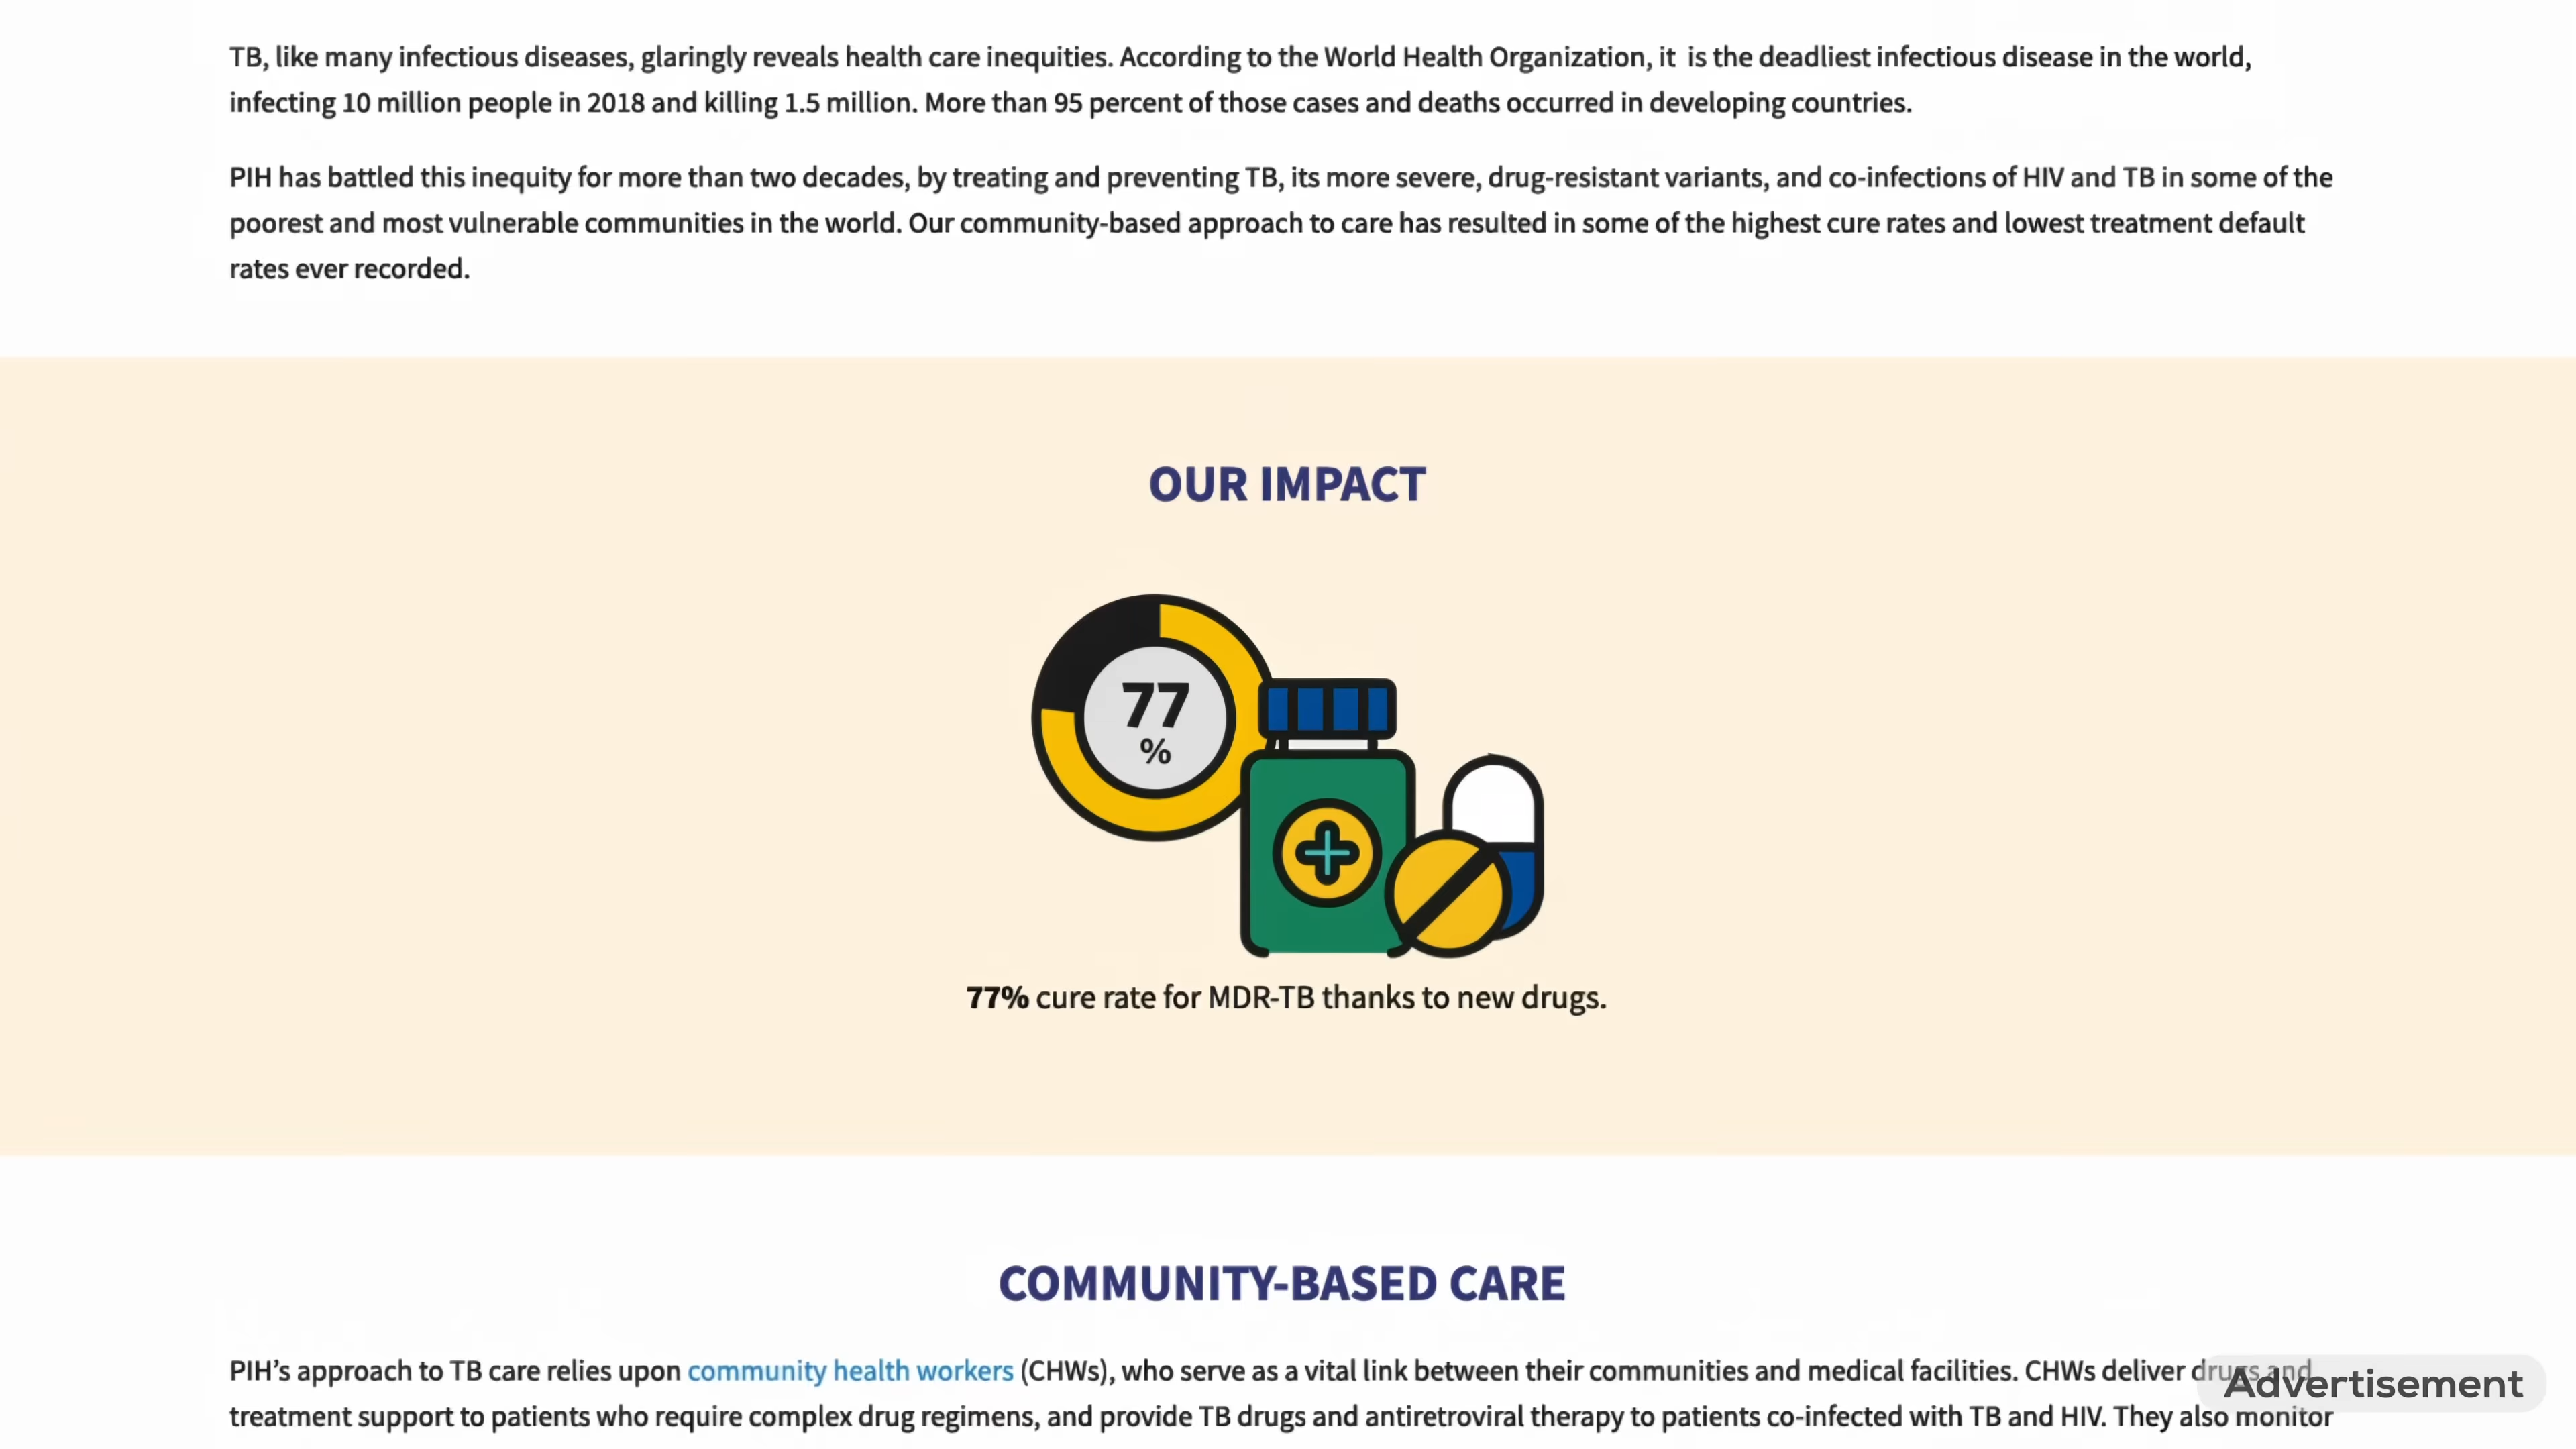 TB, like many infectious diseases, glaringly reveals health care inequities. According to the World Health Organization, it is the deadliest infectious disease in the world,
infecting 10 million people in 2018 and killing 1.5 million. More than 95 percent of those cases and deaths occurred in developing countries.
PIH has battled this inequity for more than two decades, by treating and preventing TB, its more severe, drug-resistant variants, and co-infections of HIV and TB in some of the
poorest and most vulnerable communities in the world. Our community-based approach to care has resulted in some of the highest cure rates and lowest treatment default
rates ever recorded.
OUR IMPACT
77
%
77% cure rate for MDR-TB thanks to new drugs.
COMMUNITY-BASED CARE
PIH’s approach to TB care relies upon community health workers (CHWs), who serve as a vital link between their communities and medical facilities. CHWs deliver drugs and
treatment support to patients who require complex drug regimens, and provide TB drugs and antiretroviral therapy to patients co-infected with TB and HIV. They also monitor
Advertisement